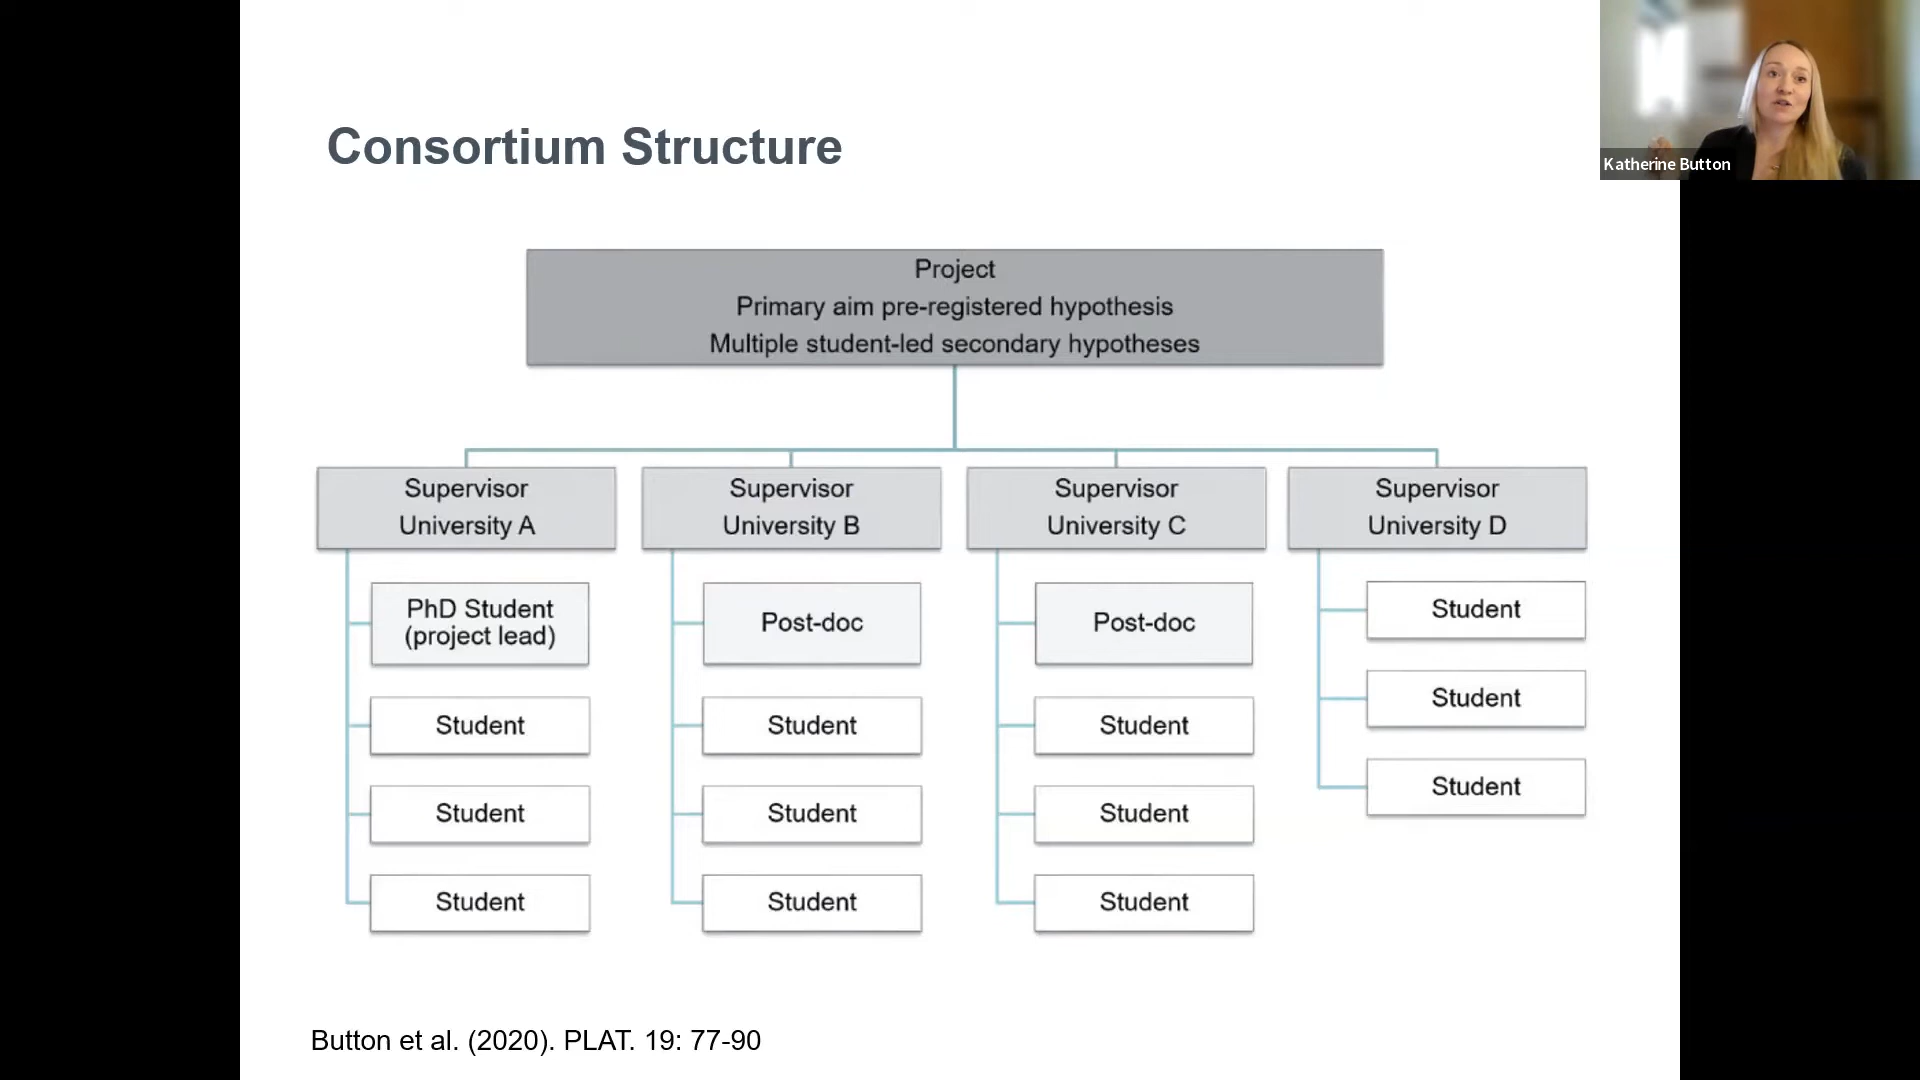 Katherine Button
Consortium Structure
Project
Primary aim pre-registered hypothesis
Multiple student-led secondary hypotheses
Supervisor
University A
PhD Student
(project lead)
Student
Student
Student
Supervisor
University B
Post-doc
Student
Student
Student
Supervisor
University C
Post-doc
Student
Student
Student
Supervisor
University D
Student
Student
Student
Button et al. (2020). PLAT. 19: 77-90